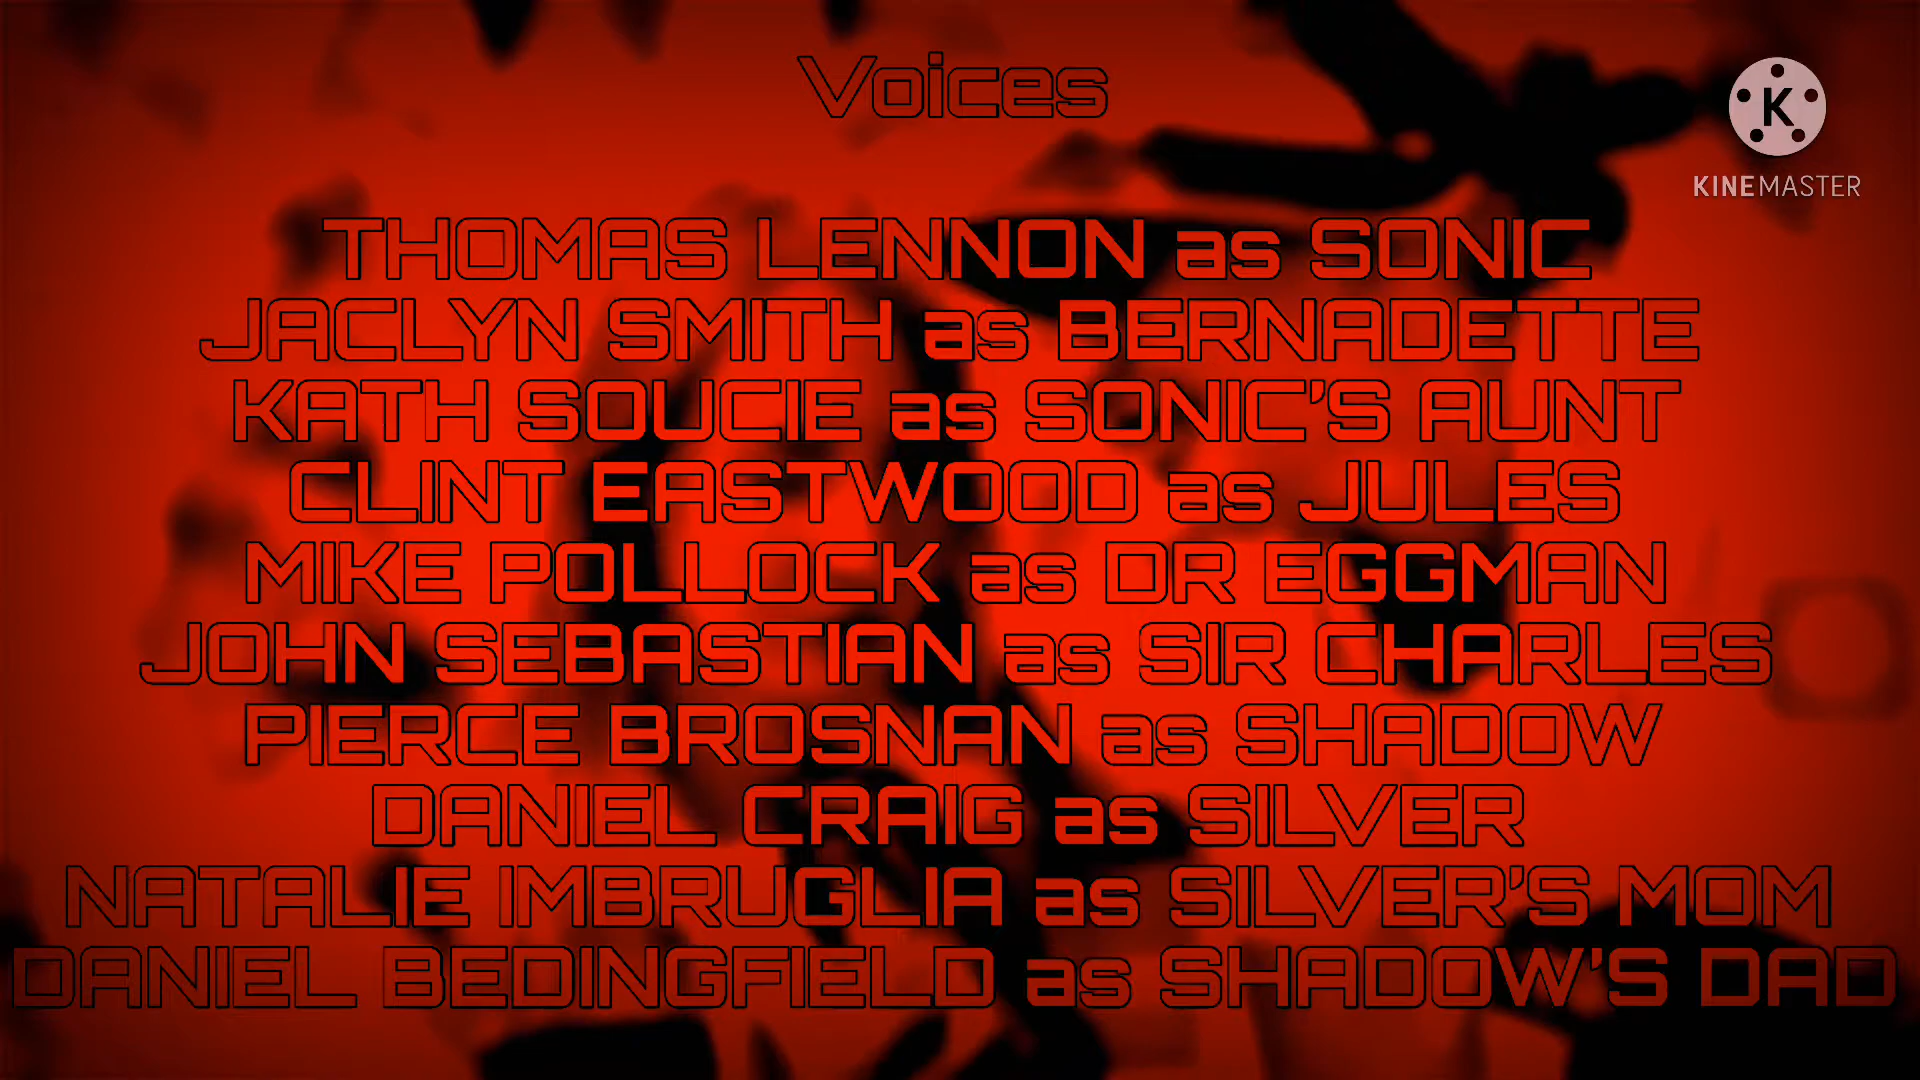 Voices
KINEMASTER
THOMAS LENNON as SONIC
JACLYN SMITH as BERNADETTE
KATH SOUCIE as SONIC'S AUNT
CLINT EASTWOOD as JULES
MIKE POLLOCK as DR EGGMAN
JOHN SEBASTIAN as SIR CHARLES
PIERCE BROSNAN as SHADOW
DANIEL CRAIG as SILVER
NATALIE IMBRUGLIA as SILVER'S MOM
DANIEL BEDINGFIELD as SHADOW'S DAD